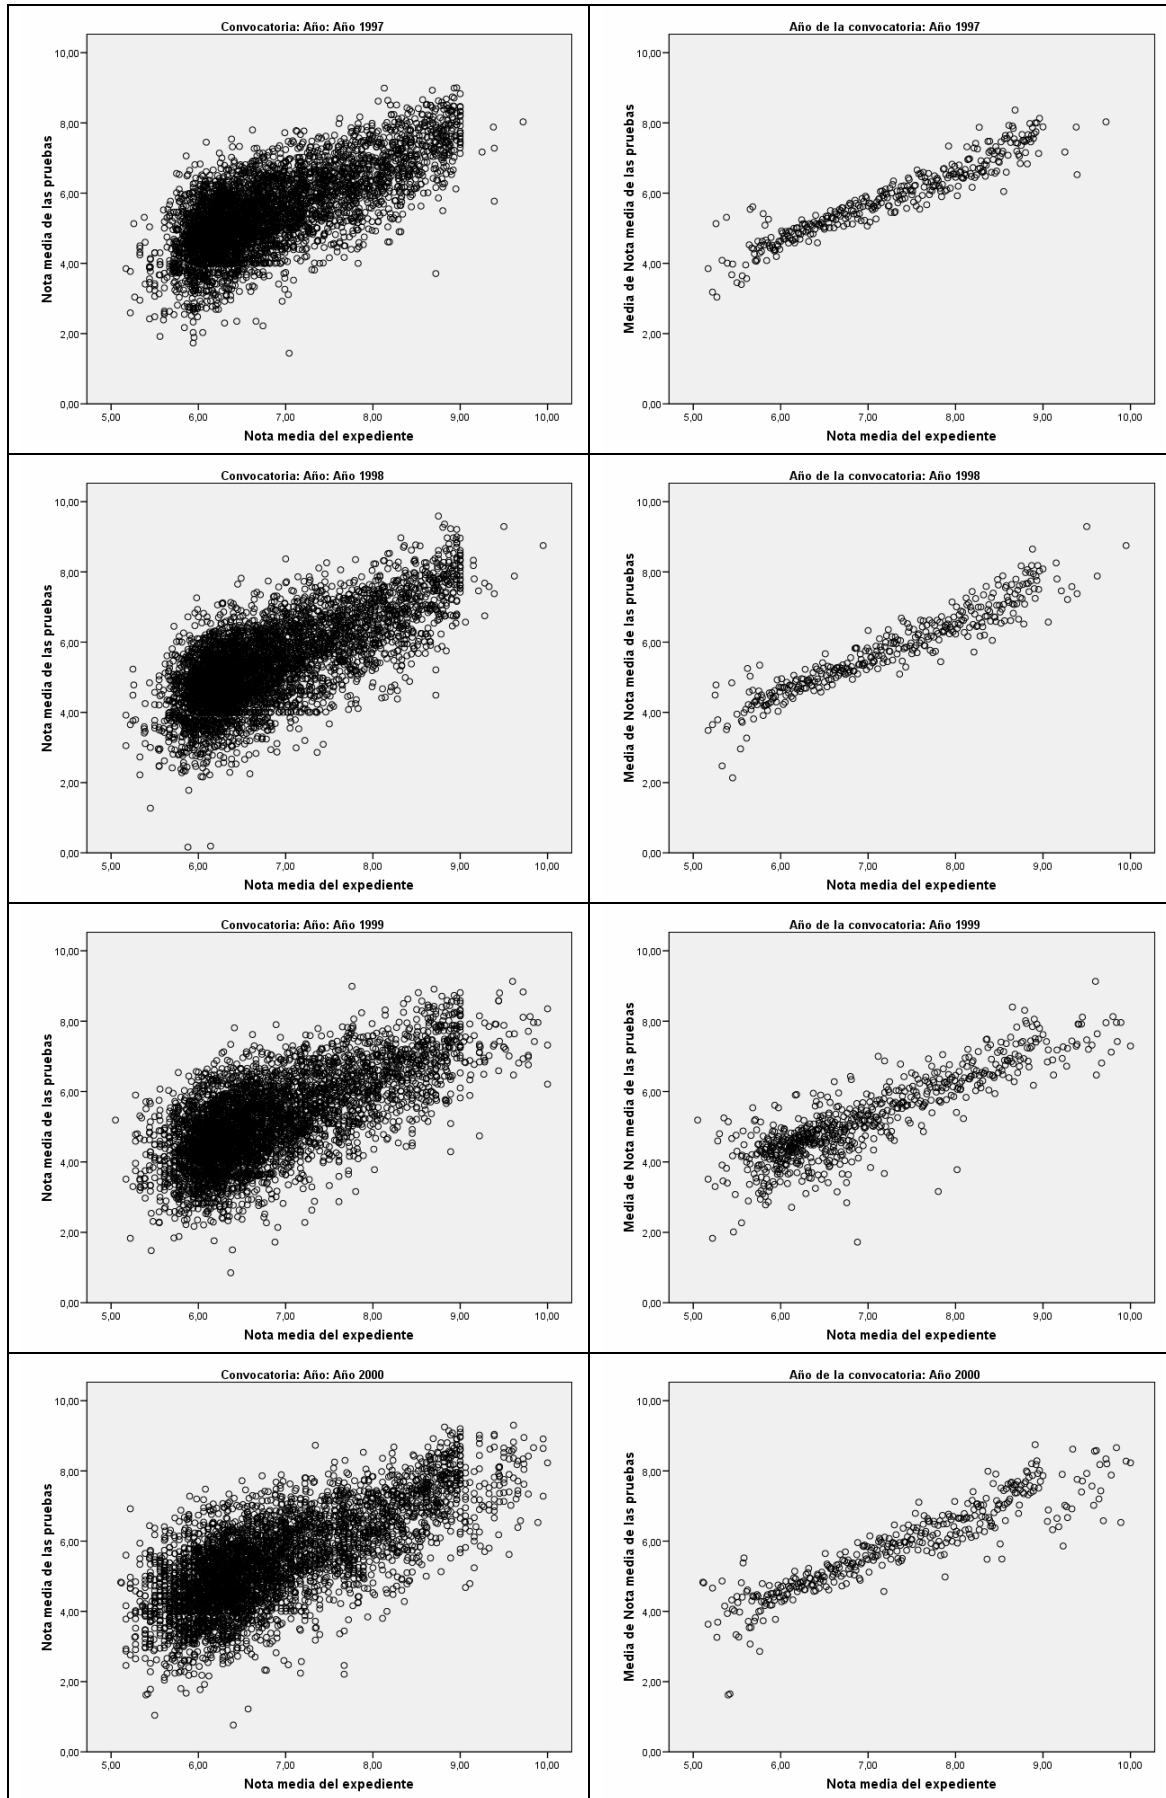 Convocatoria: Año: Año 1997
Nota media de las pruebas
10,00
8,00
6,00
4,00
2,00
0,00
5,00 6,00 7,00 8,00 9,00 10,00
Nota media del expediente
Año de la convocatoria: Año 1997
Media de Nota media de las pruebas
10,00
8,00
6,00
4,00
2,00
0,00
5,00 6,00 7,00 8,00 9,00 10,00
Nota media del expediente
Convocatoria: Año: Año 1998
Nota media de las pruebas
10,00
8,00
6,00
4,00
2,00
0,00
5,00 6,00 7,00 8,00 9,00 10,00
Nota media del expediente
Año de la convocatoria: Año 1998
Media de Nota media de las pruebas
10,00
8,00
6,00
4,00
2,00
0,00
5,00 6,00 7,00 8,00 9,00 10,00
Nota media del expediente
Convocatoria: Año: Año 1999
Nota media de las pruebas
10,00
8,00
6,00
4,00
2,00
0,00
5,00 6,00 7,00 8,00 9,00 10,00
Nota media del expediente
Año de la convocatoria: Año 1999
Media de Nota media de las pruebas
10,00
8,00
6,00
4,00
2,00
0,00
5,00 6,00 7,00 8,00 9,00 10,00
Nota media del expediente
Convocatoria: Año: Año 2000
Nota media de las pruebas
10,00
8,00
6,00
4,00
2,00
0,00
5,00 6,00 7,00 8,00 9,00 10,00
Nota media del expediente
Año de la convocatoria: Año 2000
Media de Nota media de las pruebas
10,00
8,00
6,00
4,00
2,00
0,00
5,00 6,00 7,00 8,00 9,00 10,00
Nota media del expediente